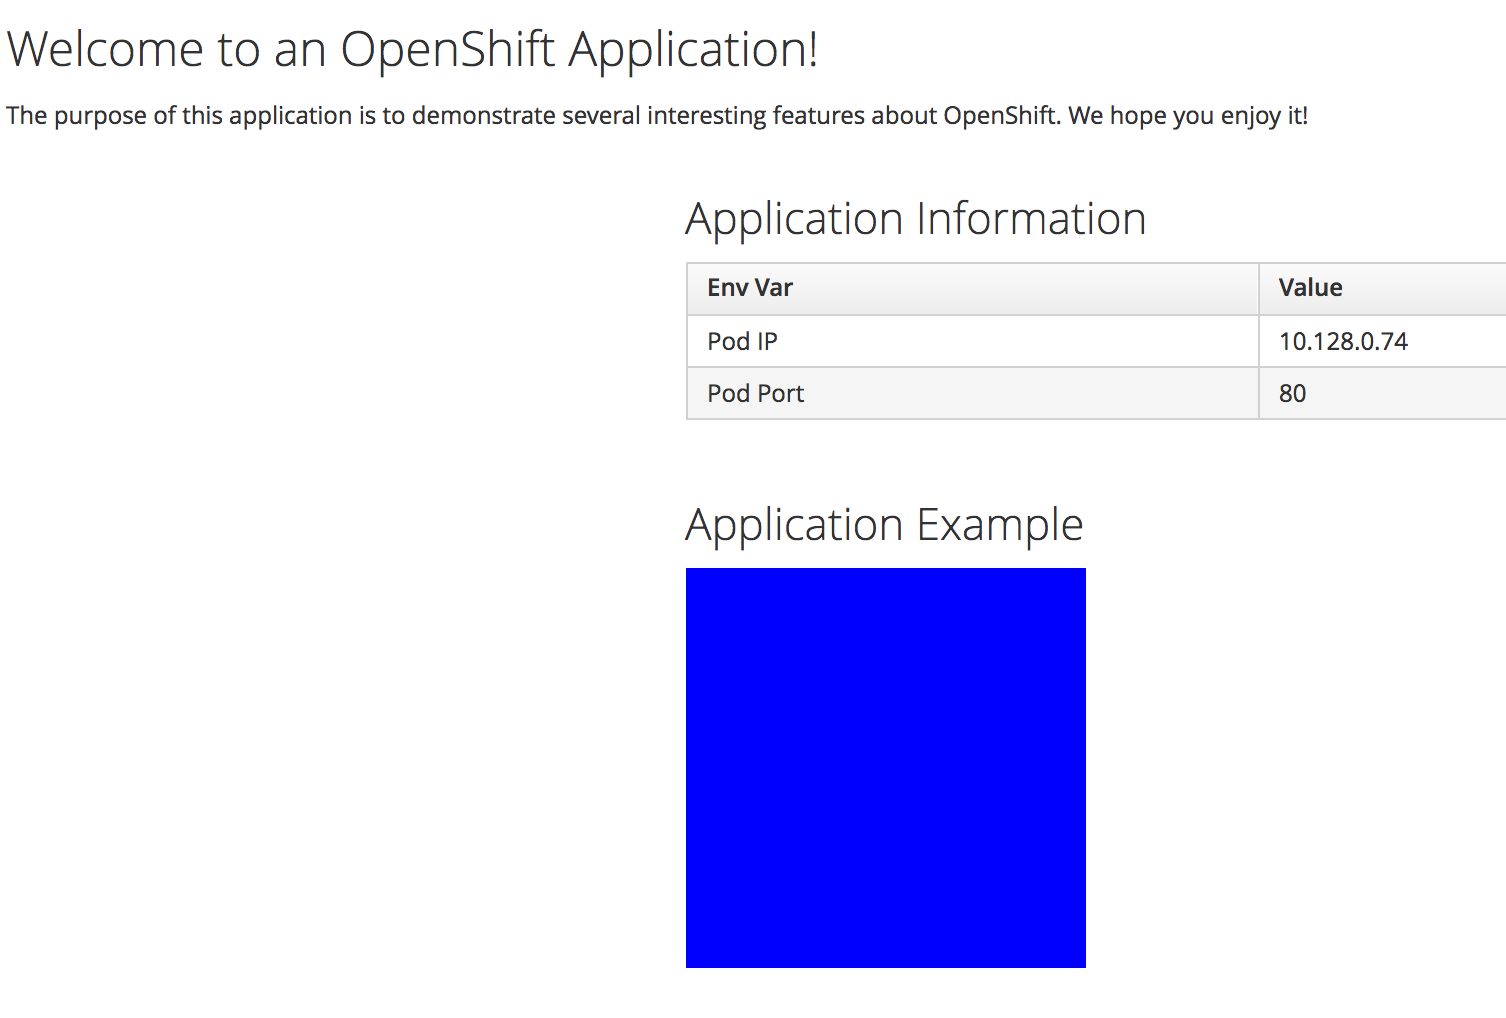 Welcome to an OpenShift Application!
The purpose of this application is to demonstrate several interesting features about OpenShift. We hope you enjoy it!
Application Information
Env Var Value
Pod IP 10.128.0.74
Pod Port 80
Application Example